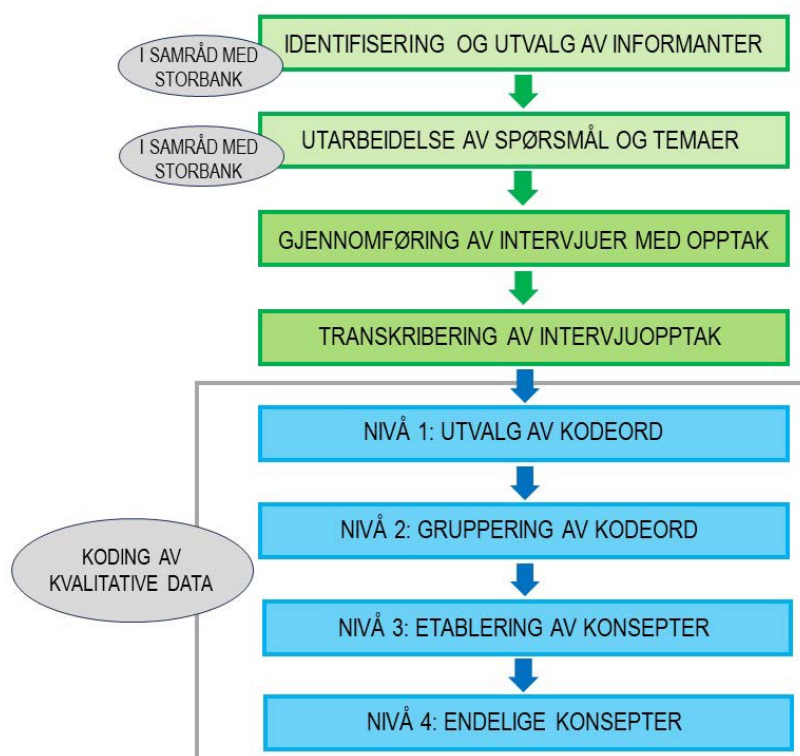 I SAMRÅD MED
STORBANK
IDENTIFISERING OG UTVALG AV INFORMANTER
I SAMRÅD MED
STORBANK
UTARBEIDELSE AV SPØRSMÅL OG TEMAER
GJENNOMFØRING AV INTERVJUER MED OPPTAK
TRANSKRIBERING AV INTERVJUOPPTAK
NIVÅ 1: UTVALG AV KODEORD
NIVÅ 2: GRUPPERING AV KODEORD
KODING AV
KVALITATIVE DATA
NIVÅ 3: ETABLERING AV KONSEPTER
NIVÅ 4: ENDELIGE KONSEPTER